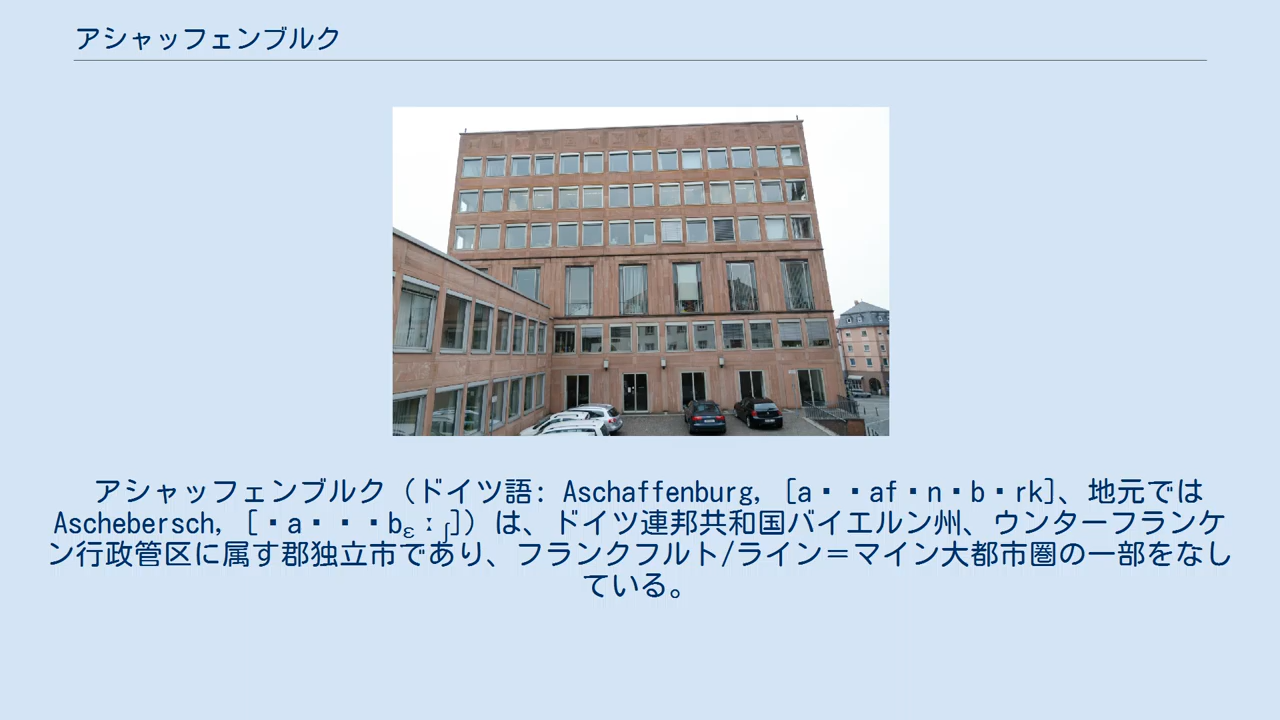 アシャッフェンブルク
アシャッフェンブルク（ドイツ語: Aschaffenburg, [a・・af・n・b・rk]、地元では
Aschebersch, [・a・・・bɛːʃ]）は、ドイツ連邦共和国バイエルン州、ウンターフランケ
ン行政管区に属す郡独立市であり、フランクフルト/ライン＝マイン大都市圏の一部をなし
ている。